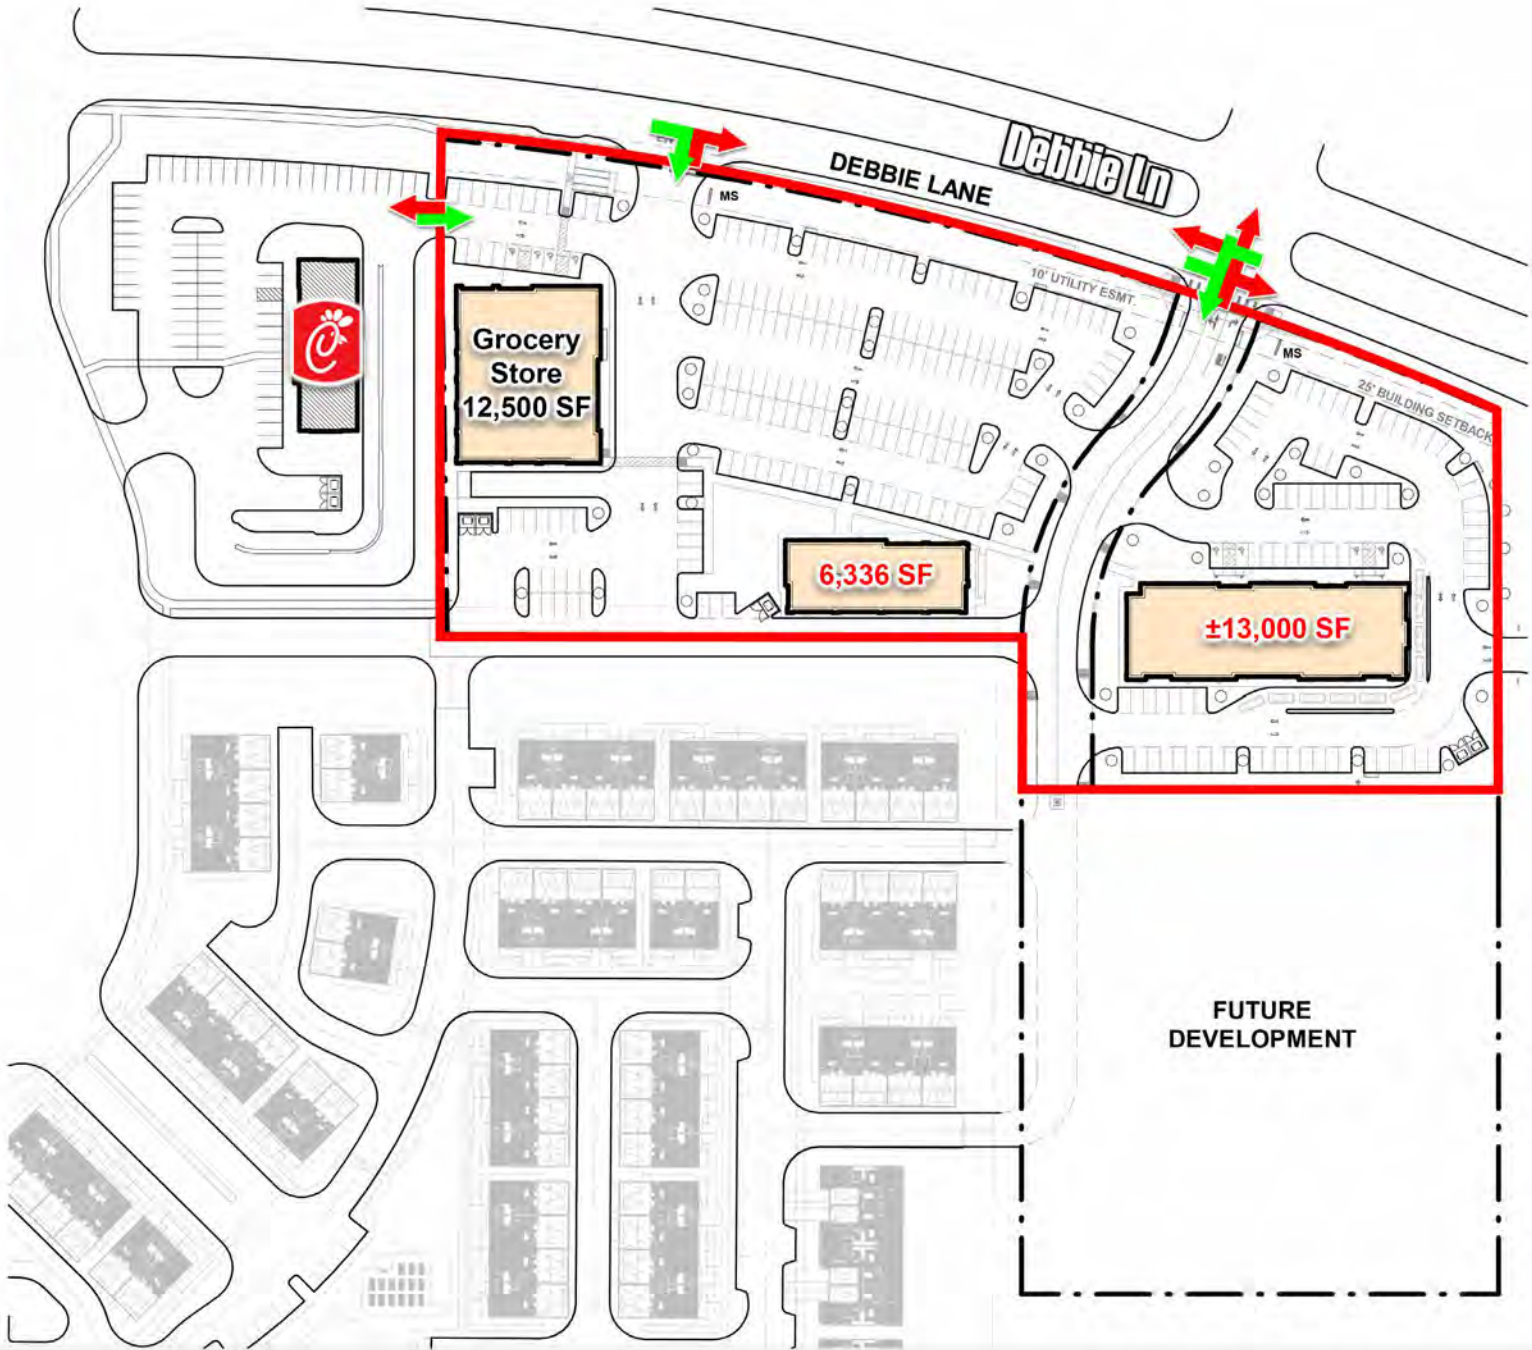 Debbie Ln
DEBBIE LANE
MS
10' UTILITY ESMT.
MS
25' BUILDING SETBACK
Grocery
Store
12,500 SF
6,336 SF
±13,000 SF
FUTURE
DEVELOPMENT